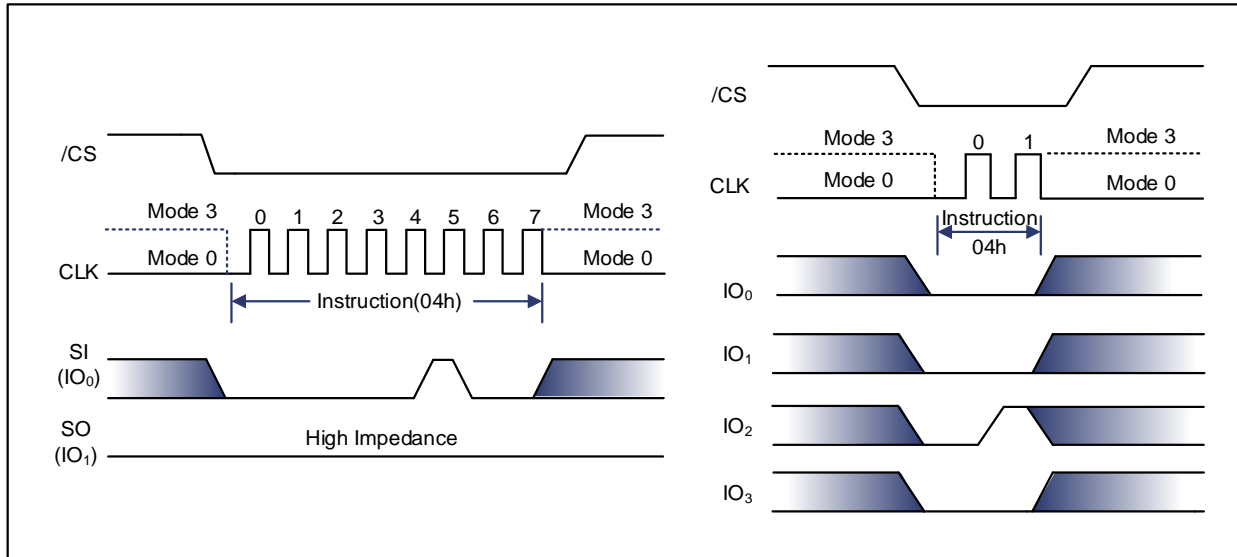 /CS
Mode 3
0 1 2 3 4 5 6 7
Mode 3
Mode 0
Mode 0
CLK
Instruction(04h)
SI
(IO₀)
SO
(IO₁)
High Impedance
/CS
Mode 3
0 1
Mode 3
CLK
Mode 0
Mode 0
Instruction
04h
IO₀
IO₁
IO₂
IO₃